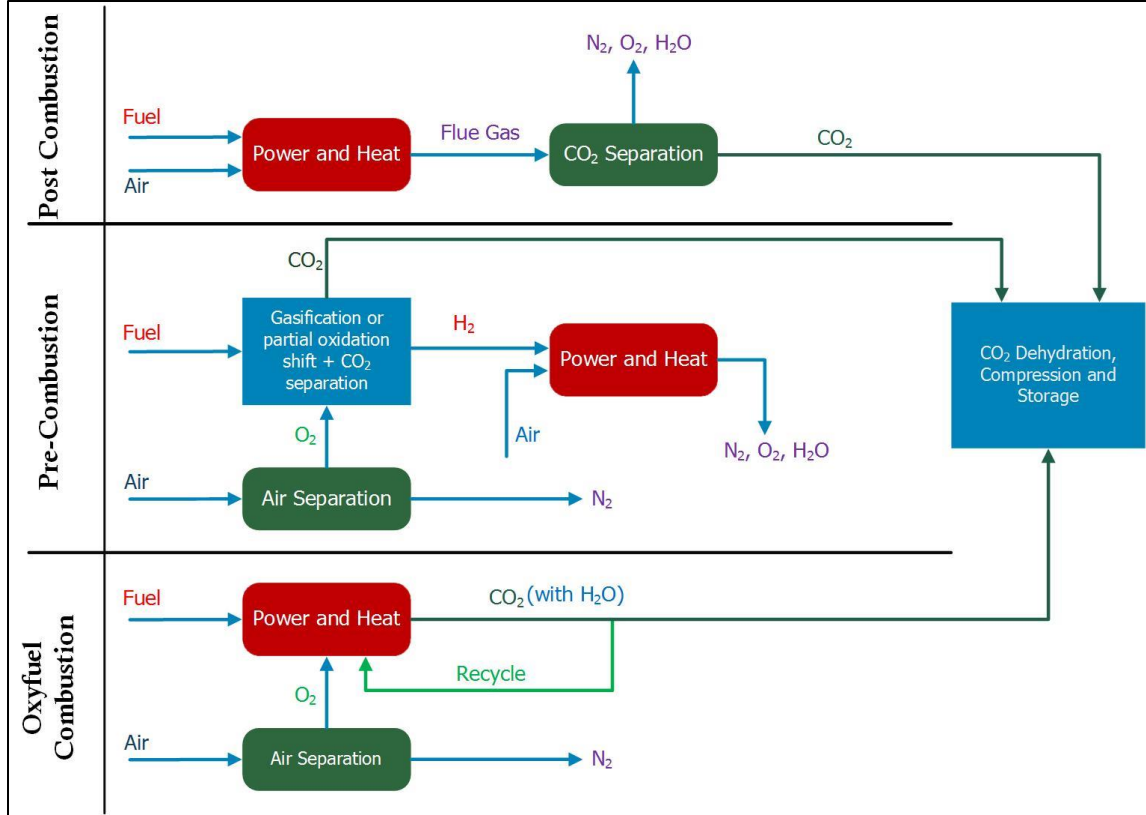 Post Combustion
N₂, O₂, H₂O
Fuel
Air
Power and Heat
Flue Gas
CO₂ Separation
CO₂
Pre-Combustion
CO₂
Fuel
Gasification or
partial oxidation
shift + CO₂
separation
H₂
Power and Heat
Air
N₂, O₂, H₂O
O₂
Air
Air Separation
N₂
CO₂ Dehydration,
Compression and
Storage
Oxyfuel
Combustion
Fuel
Power and Heat
CO₂ (with H₂O)
Recycle
O₂
Air
Air Separation
N₂